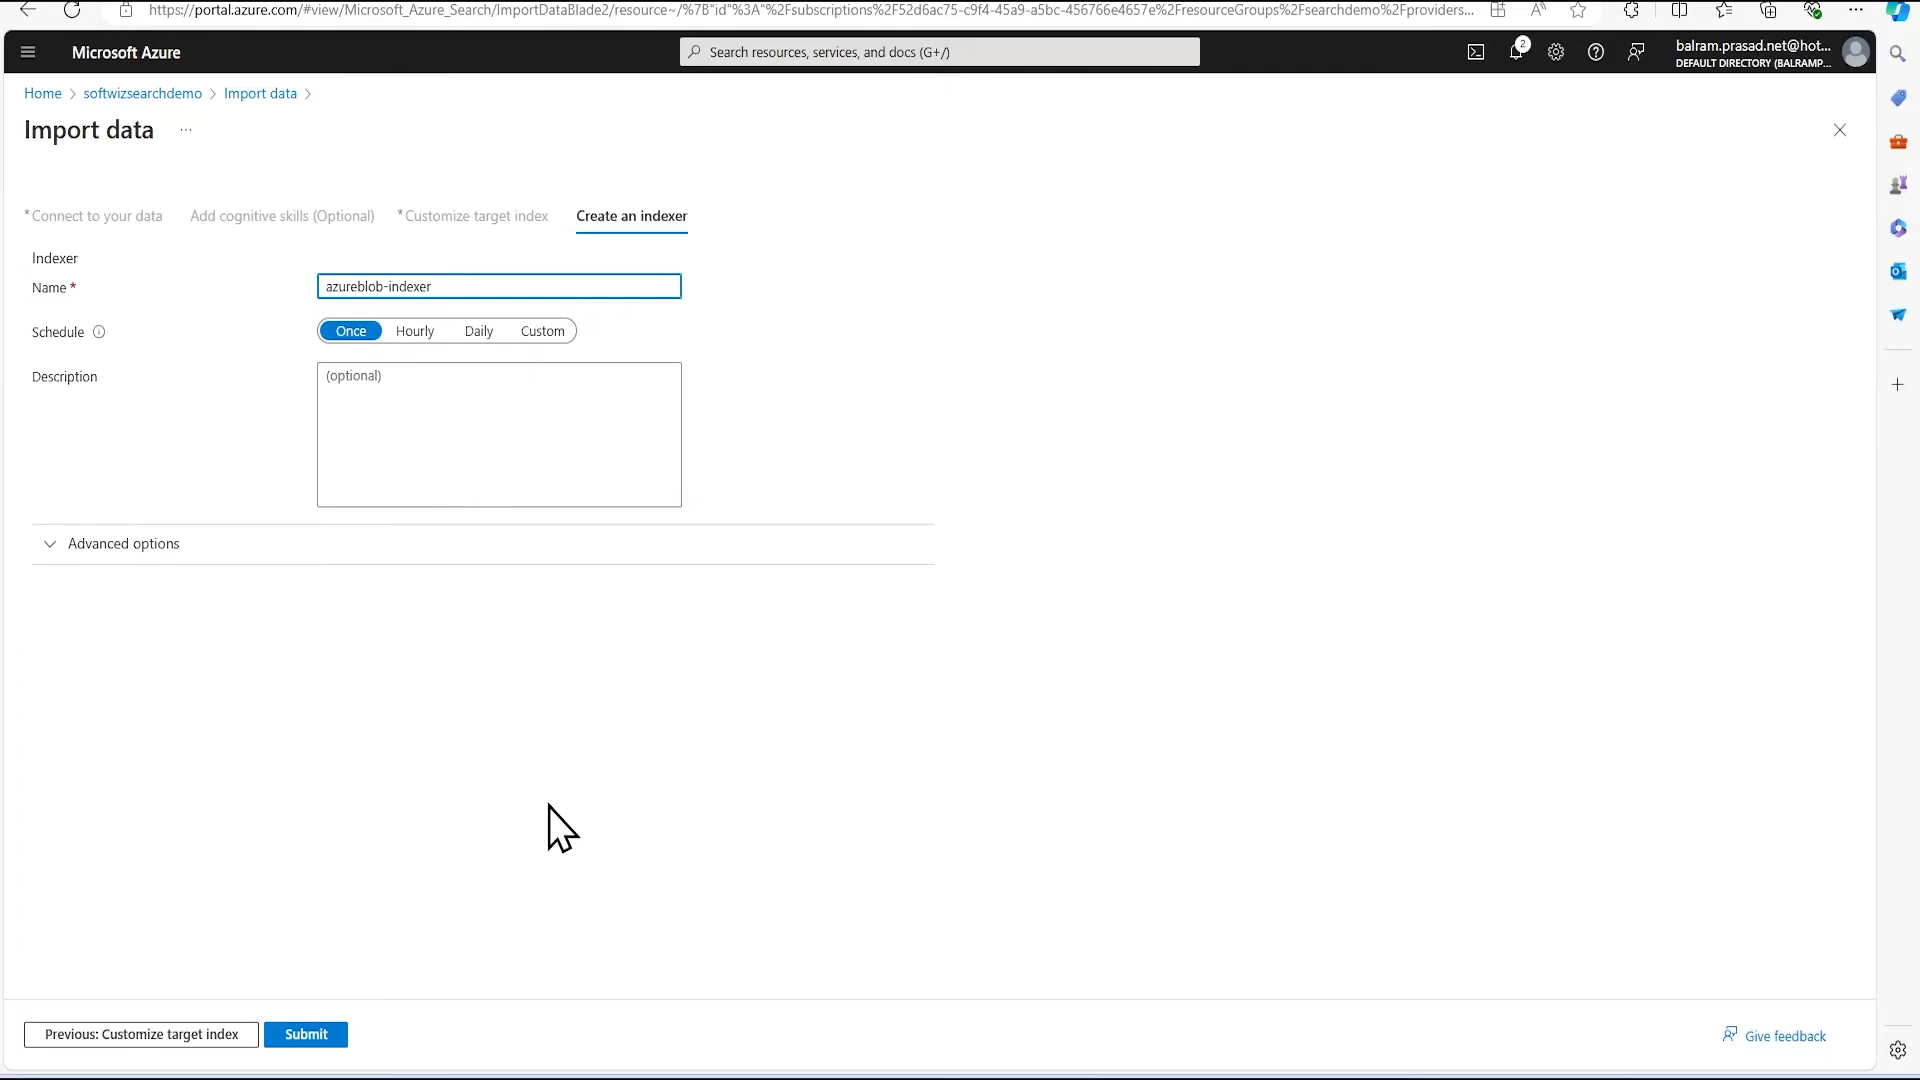 https://portal.azure.com/#view/Microsoft_Azure_Search/ImportDataBlade2/resource~/%7B"id"%3A"%2Fsubscriptions%2F52d6ac75-c9f4-45a9-a5bc-456766e4657e%2FresourceGroups%2Fsearchdemo%2Fproviders...
Microsoft Azure
Search resources, services, and docs (G+/)
2
balram.prasad.net@hot...
DEFAULT DIRECTORY (BALRAMP...
Home > softwizsearchdemo > Import data >
Import data ...
* Connect to your data Add cognitive skills (Optional) * Customize target index Create an indexer
Indexer
Name * azureblob-indexer
Schedule Once Hourly Daily Custom
Description (optional)
Advanced options
Previous: Customize target index Submit Give feedback